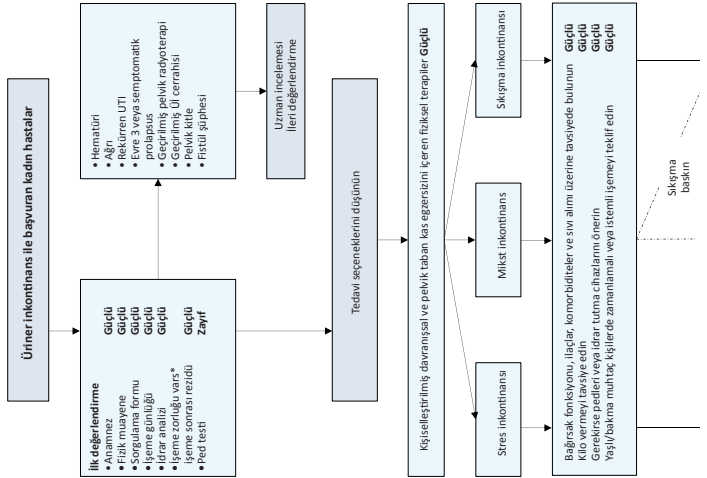 Üriner inkontinans ile başvuran kadın hastalar
İlk değerlendirme
• Anamnez Güçlü
• Fizik muayene Güçlü
• Sorgulama formu Güçlü
• İşeme günlüğü Güçlü
• İdrar analizi Güçlü
• İşeme zorluğu vars*
işeme sonrası rezidü Güçlü
• Ped testi Zayıf
• Hematüri
• Ağrı
• Rekürren UTI
• Evre 3 veya semptomatik
prolapsus
• Geçirilmiş pelvik radyoterapi
• Geçirilmiş Üİ cerrahisi
• Pelvik kitle
• Fistül şüphesi
Uzman incelemesi
İleri değerlendirme
Tedavi seçeneklerini düşünün
Kişiselleştirilmiş davranışsal ve pelvik taban kas egzersizini içeren fiziksel terapiler Güçlü
Stres inkontinansı
Mikst inkontinans
Sıkışma inkontinansı
Bağırsak fonksiyonu, ilaçlar, komorbiditeler ve sıvı alımı üzerine tavsiyede bulunun Güçlü
Kilo vermeyi tavsiye edin Güçlü
Gerekirse pedleri veya idrar tutma cihazlarını önerin Güçlü
Yaşlı/bakma muhtaç kişilerde zamanlamalı veya istemli işemeyi teklif edin Güçlü
Sıkışma
baskın